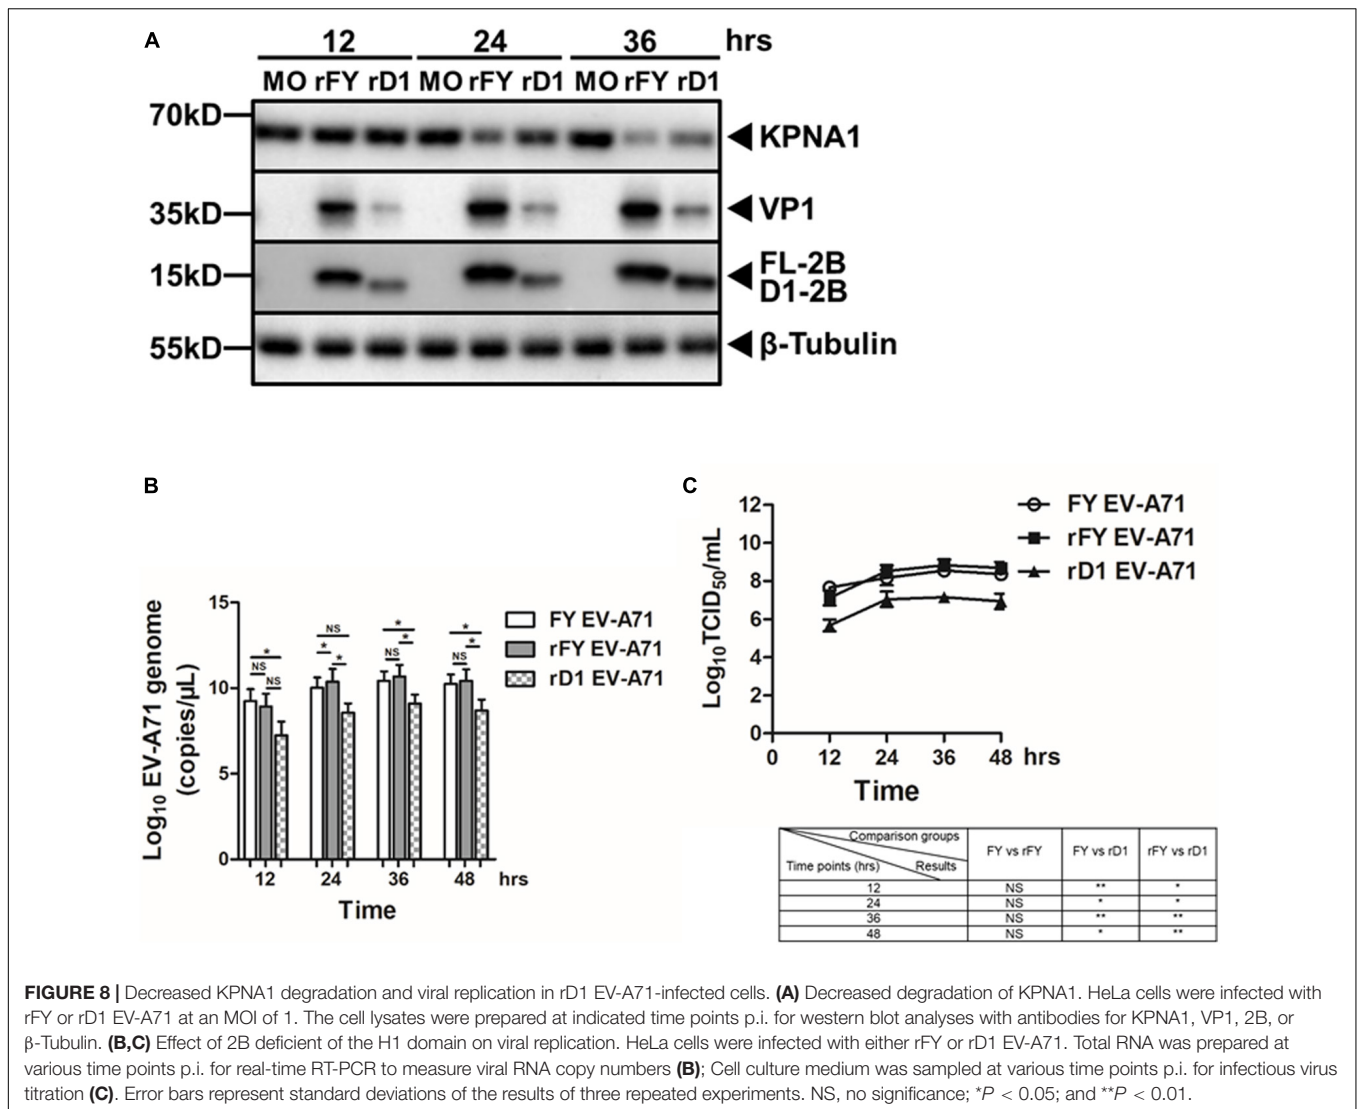 A
12 24 36 hrs
MO rFY rD1 MO rFY rD1 MO rFY rD1
70kD
KPNA1
35kD
VP1
15kD
FL-2B
D1-2B
55kD
β-Tubulin
B
Log10 EV-A71 genome
(copies/µL)
15
10
5
0
* NS NS
NS * *
* NS *
* NS *
12 24 36 48 hrs
Time
FY EV-A71
rFY EV-A71
rD1 EV-A71
C
Log10TCID50/mL
12
10
8
6
4
2
0
0 12 24 36 48 hrs
Time
FY EV-A71
rFY EV-A71
rD1 EV-A71
Comparison groups
Results
Time points (hrs)
FY vs rFY FY vs rD1 rFY vs rD1
12 NS ** *
24 NS * *
36 NS ** **
48 NS * **
FIGURE 8 | Decreased KPNA1 degradation and viral replication in rD1 EV-A71-infected cells. (A) Decreased degradation of KPNA1. HeLa cells were infected with
rFY or rD1 EV-A71 at an MOI of 1. The cell lysates were prepared at indicated time points p.i. for western blot analyses with antibodies for KPNA1, VP1, 2B, or
β-Tubulin. (B,C) Effect of 2B deficient of the H1 domain on viral replication. HeLa cells were infected with either rFY or rD1 EV-A71. Total RNA was prepared at
various time points p.i. for real-time RT-PCR to measure viral RNA copy numbers (B); Cell culture medium was sampled at various time points p.i. for infectious virus
titration (C). Error bars represent standard deviations of the results of three repeated experiments. NS, no significance; *P < 0.05; and **P < 0.01.